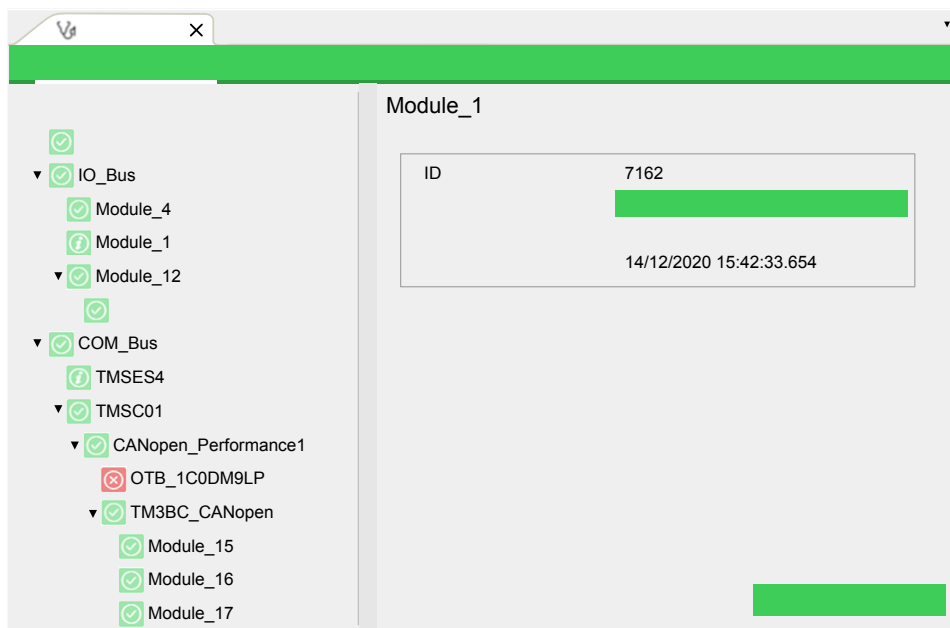 Module_1
ID 7162
14/12/2020 15:42:33.654
IO_Bus
Module_4
Module_1
Module_12
COM_Bus
TMSES4
TMSC01
CANopen_Performance1
OTB_1C0DM9LP
TM3BC_CANopen
Module_15
Module_16
Module_17